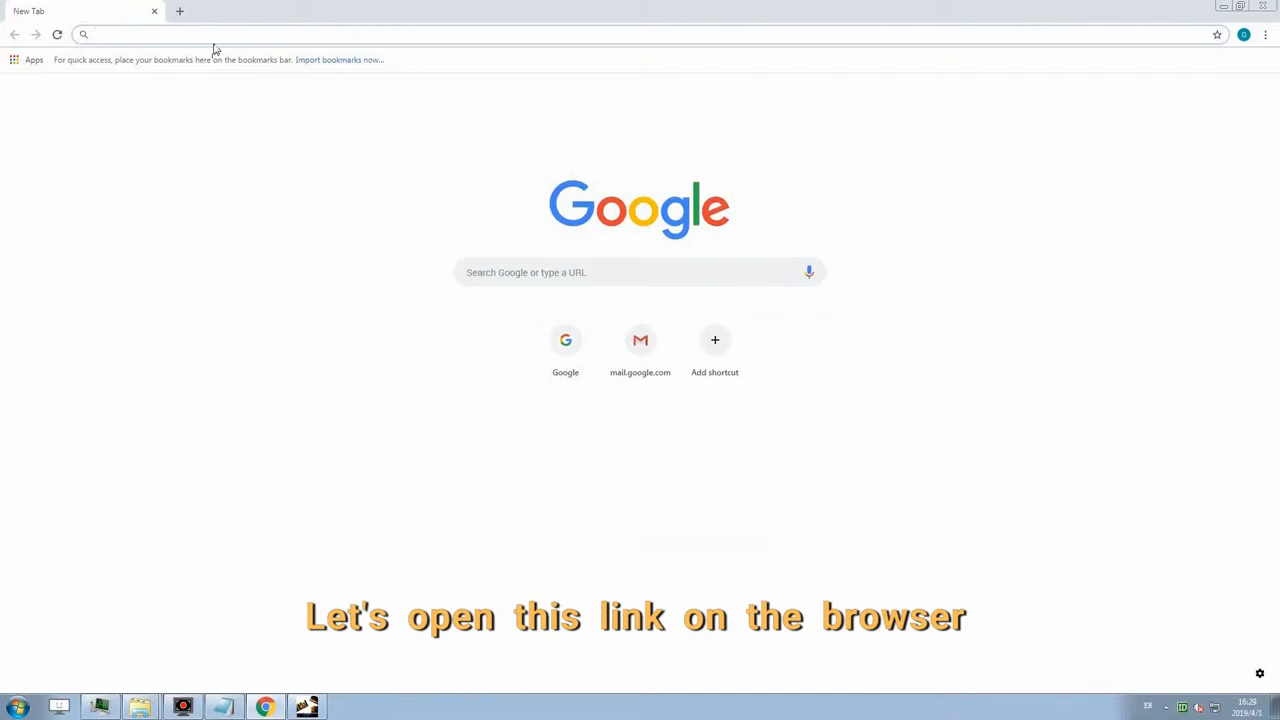 New Tab
Apps
For quick access, place your bookmarks here on the bookmarks bar. Import bookmarks now...
Google
Search Google or type a URL
Google
mail.google.com
Add shortcut
Let's open this link on the browser
16:29
2019/4/1